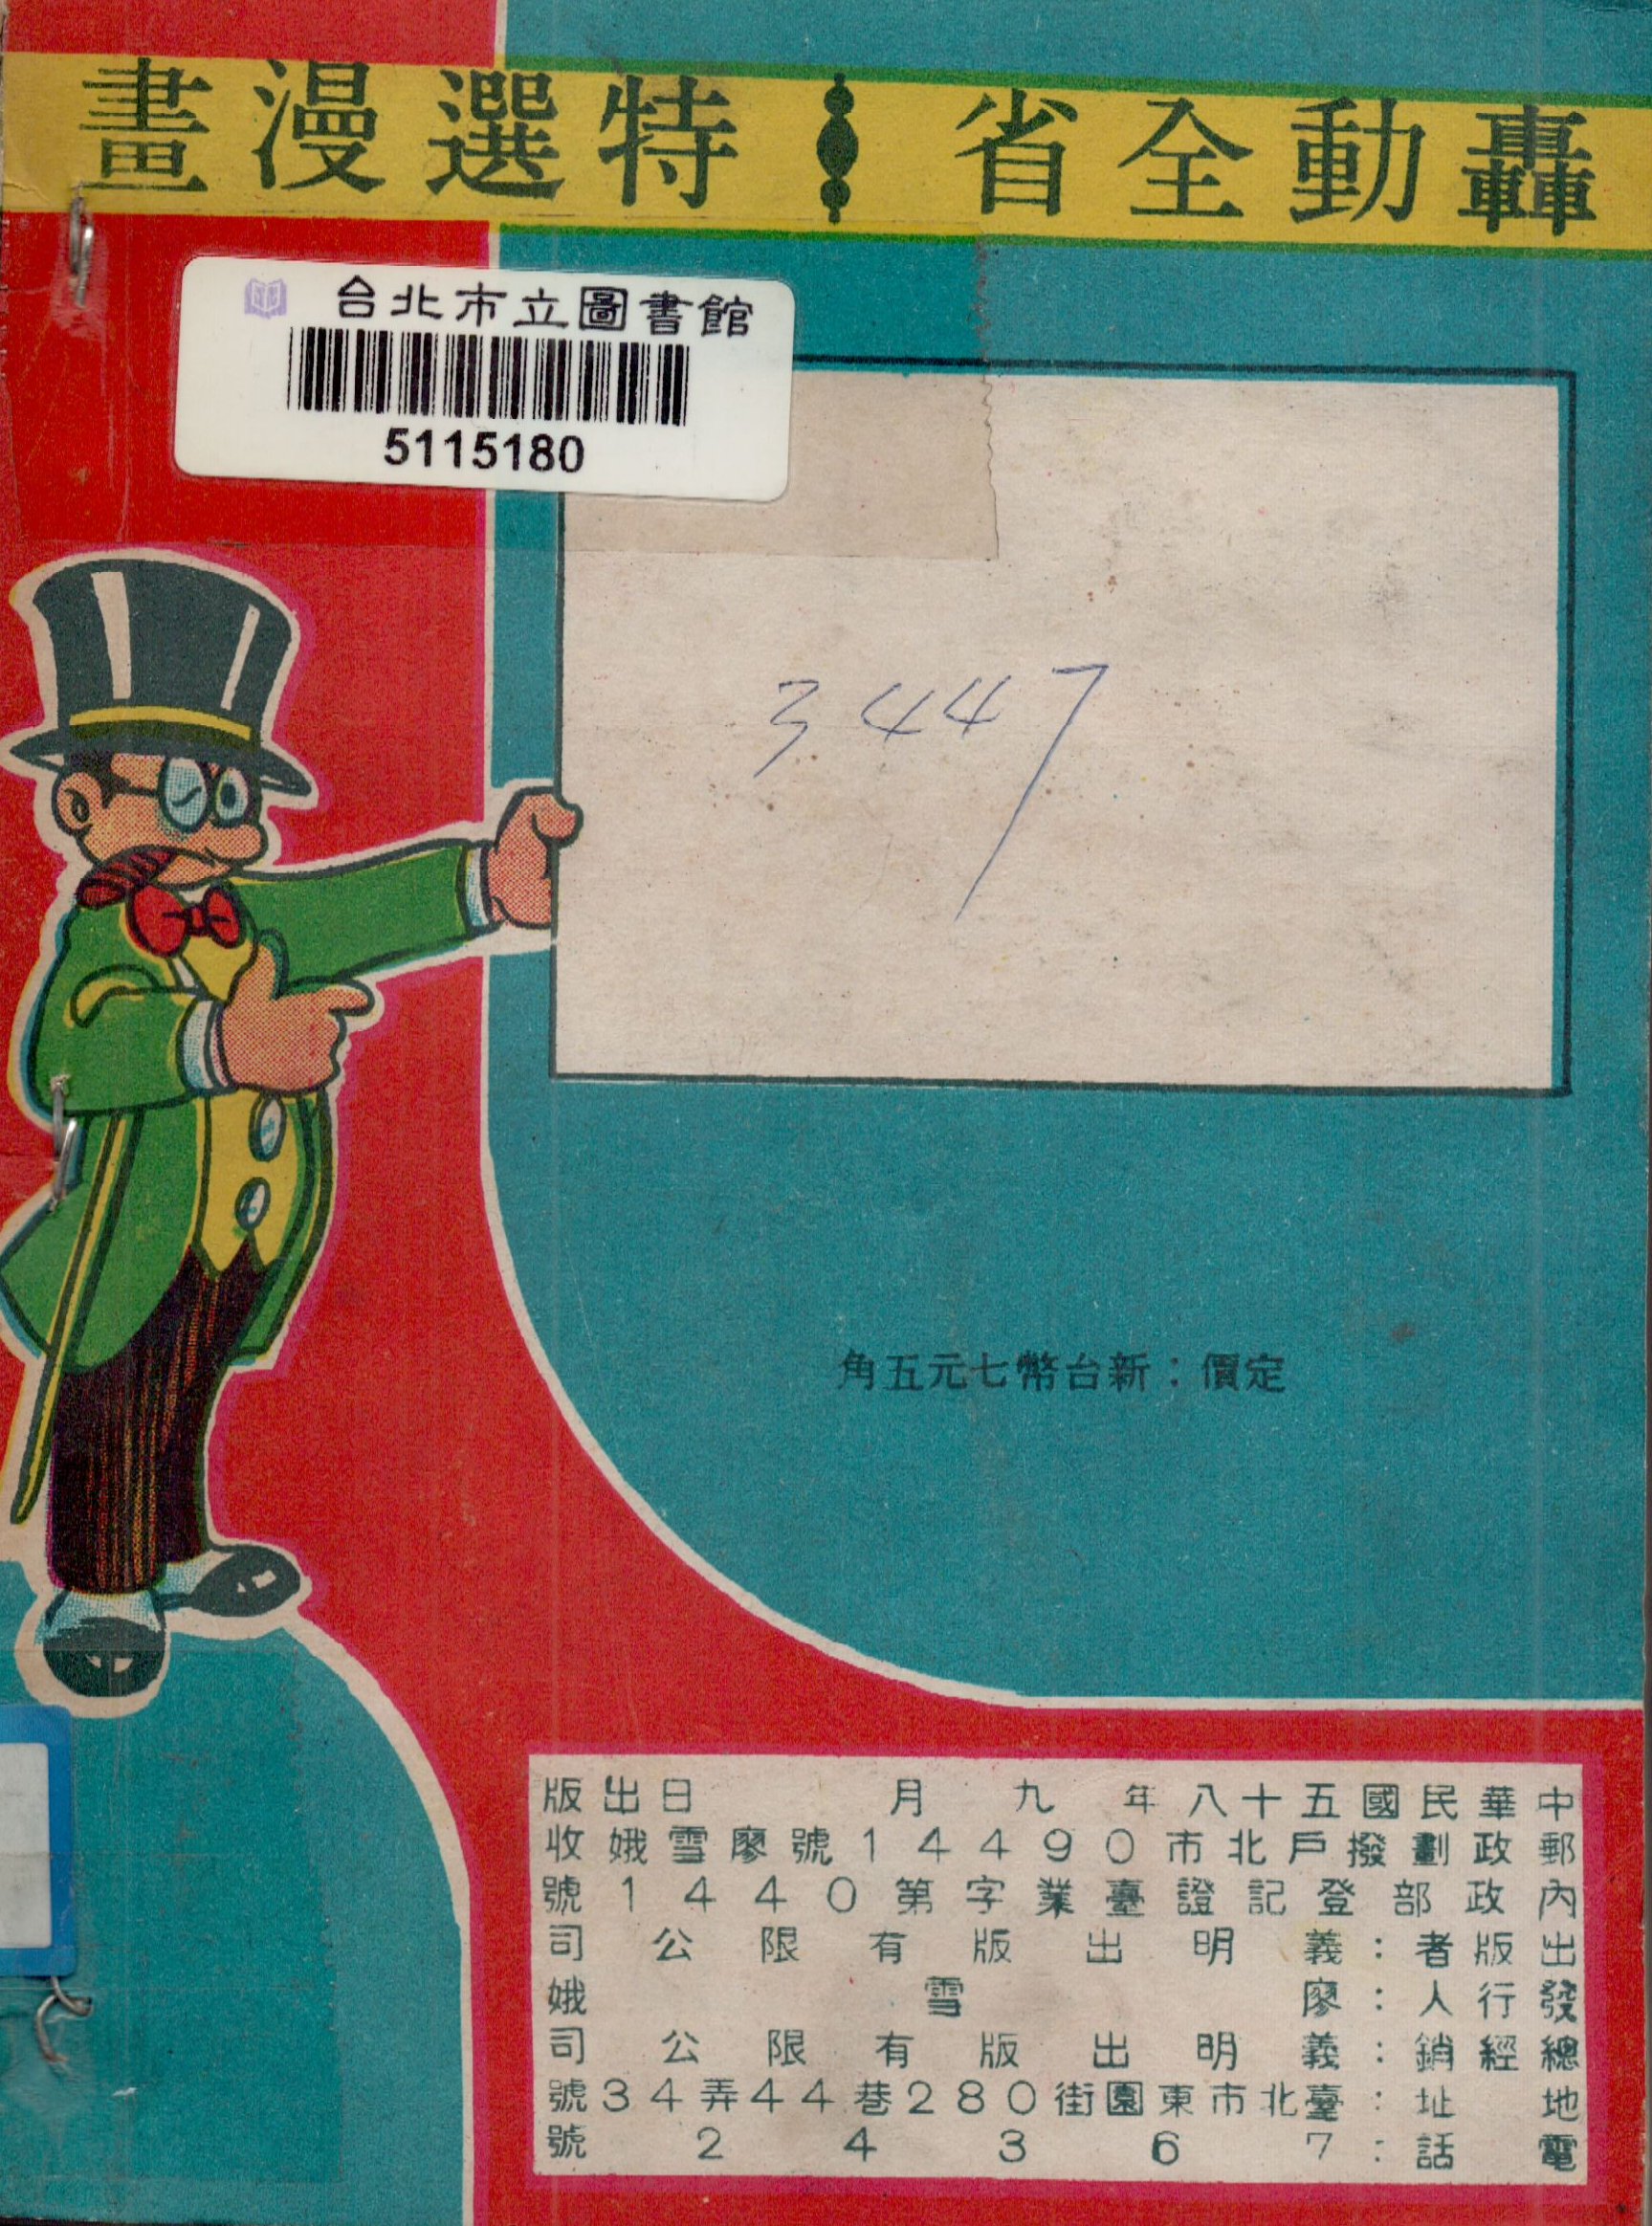 轟動全省 特選漫畫
台北市立圖書館
5115180
3447
定價：新台幣七元五角
中華民國五十八年九月 日出版
郵政劃撥戶北市09441號廖雪娥收
內政部登記證臺業字第0441號
出版者：義明出版有限公司
發行人：廖雪娥
總經銷：義明出版有限公司
地址：臺北市東園街280巷44弄34號
電話：76342號